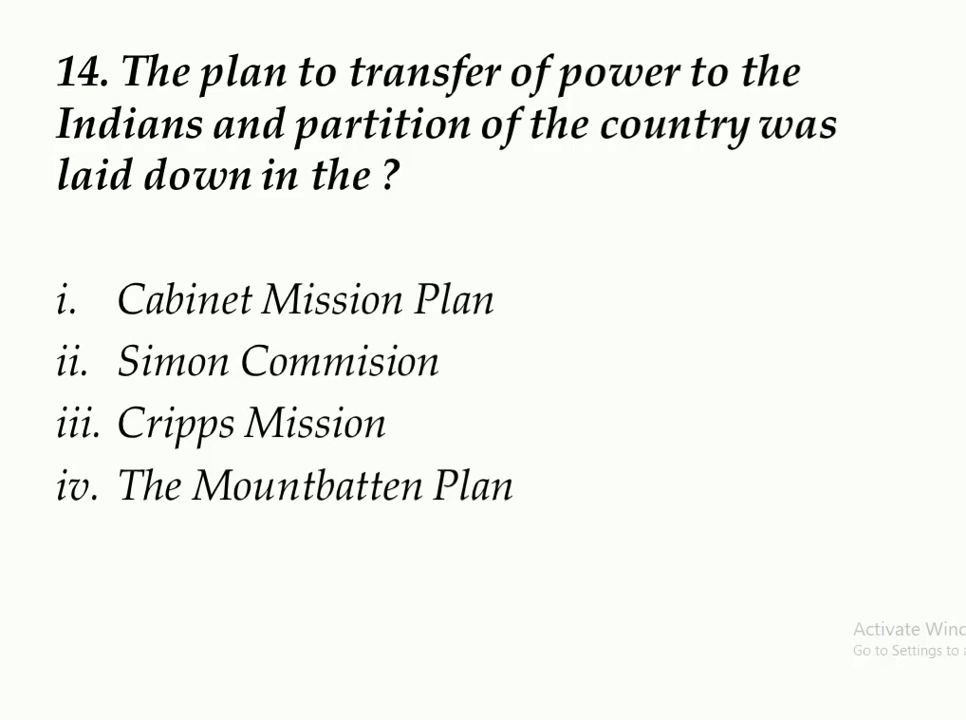 14. The plan to transfer of power to the
Indians and partition of the country was
laid down in the ?
i. Cabinet Mission Plan
ii. Simon Commision
iii. Cripps Mission
iv. The Mountbatten Plan
Activate Winc
Go to Settings to a